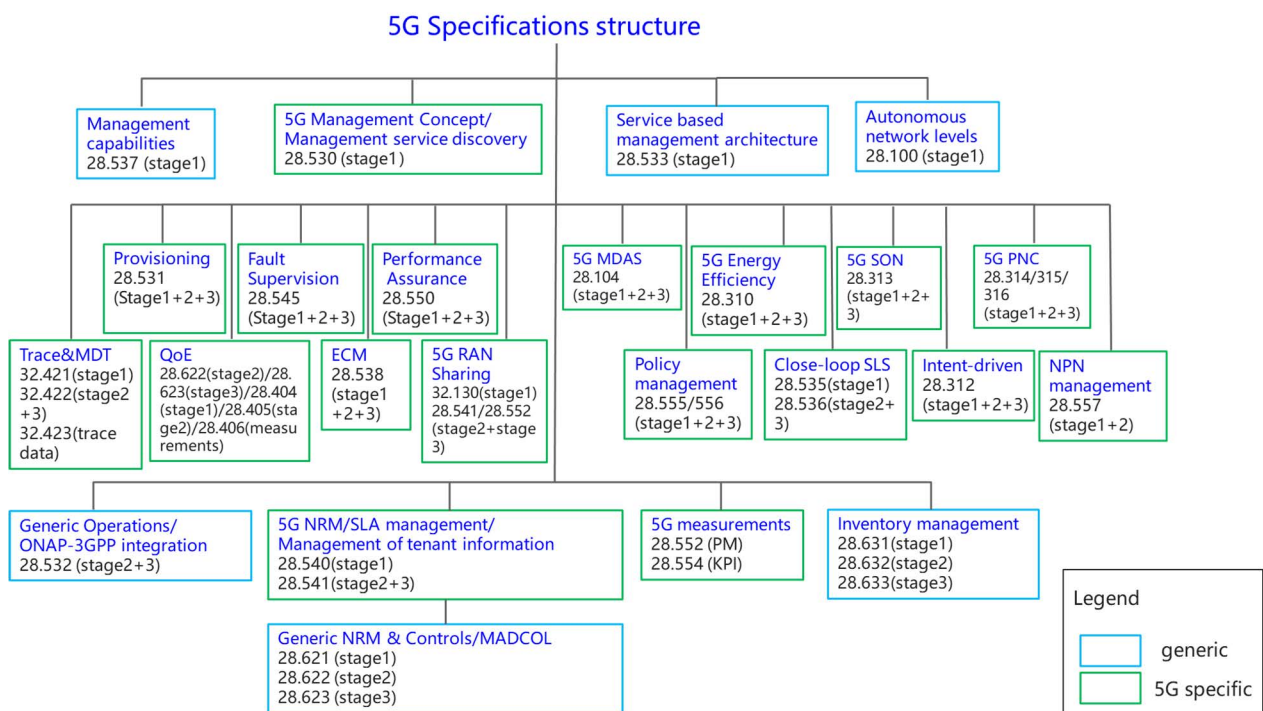 5G Specifications structure
Management
capabilities
28.537 (stage1)
5G Management Concept/
Management service discovery
28.530 (stage1)
Service based
management architecture
28.533 (stage1)
Autonomous
network levels
28.100 (stage1)
Provisioning
28.531
(Stage1+2+3)
Fault
Supervision
28.545
(Stage1+2+3)
Performance
Assurance
28.550
(Stage1+2+3)
5G MDAS
28.104
(stage1+2+3)
5G Energy
Efficiency
28.310
(stage1+2+3)
5G SON
28.313
(stage1+2+
3)
5G PNC
28.314/315/
316
(stage1+2+3)
Trace&MDT
32.421(stage1)
32.422(stage2
+3)
32.423(trace
data)
QoE
28.622(stage2)/28.
623(stage3)/28.404
(stage1)/28.405(sta
ge2)/28.406(measu
rements)
ECM
28.538
(stage1
+2+3)
5G RAN
Sharing
32.130(stage1)
28.541/28.552
(stage2+stage
3)
Policy
management
28.555/556
(stage1+2+3)
Close-loop SLS
28.535(stage1)
28.536(stage2+
3)
Intent-driven
28.312
(stage1+2+3)
NPN
management
28.557
(stage1+2)
Generic Operations/
ONAP-3GPP integration
28.532 (stage2+3)
5G NRM/SLA management/
Management of tenant information
28.540(stage1)
28.541(stage2+3)
5G measurements
28.552 (PM)
28.554 (KPI)
Inventory management
28.631(stage1)
28.632(stage2)
28.633(stage3)
Generic NRM & Controls/MADCOL
28.621 (stage1)
28.622 (stage2)
28.623 (stage3)
Legend
generic
5G specific